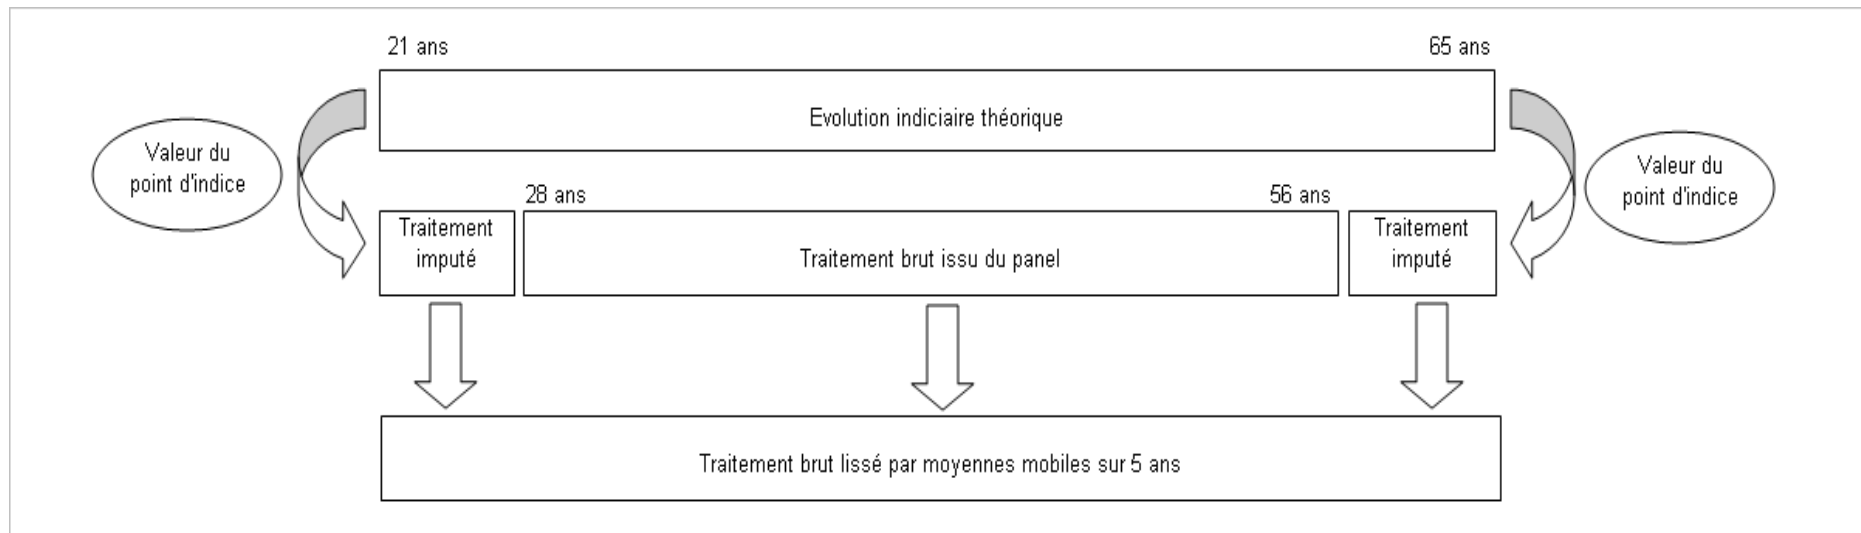 21 ans
65 ans
Evolution indiciaire théorique
Valeur du
point d'indice
Valeur du
point d'indice
28 ans
56 ans
Traitement
imputé
Traitement brut issu du panel
Traitement
imputé
Traitement brut lissé par moyennes mobiles sur 5 ans